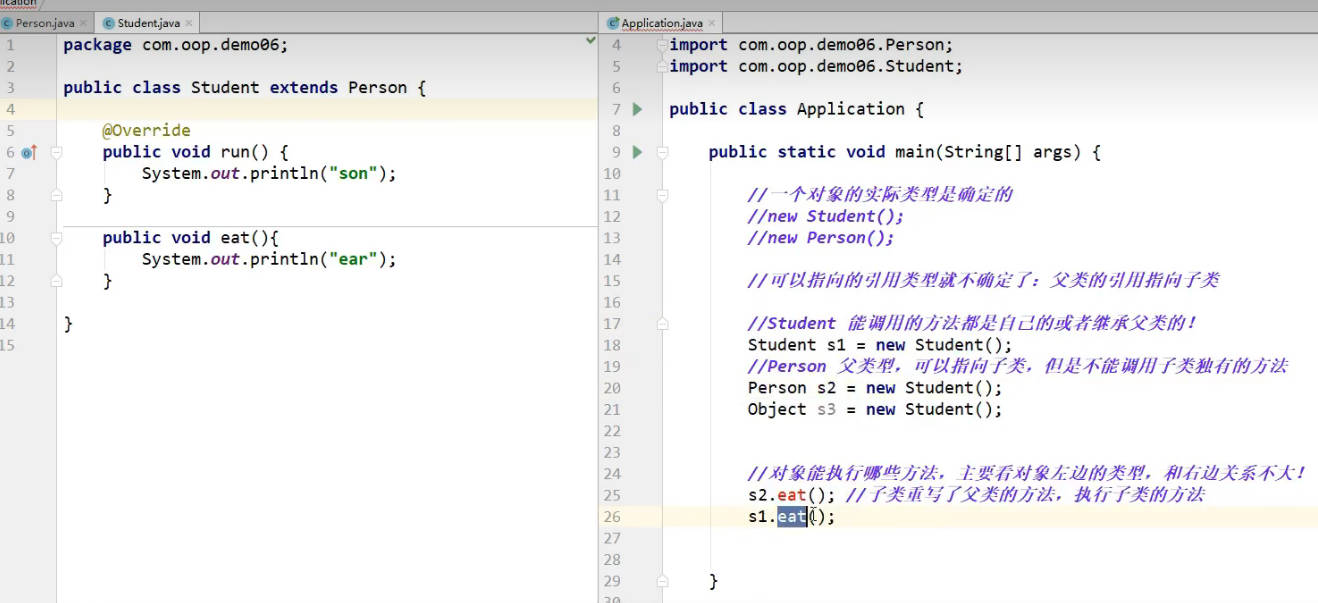 lication
Person.java
Student.java
Application.java
1 package com.oop.demo06;
2
3 public class Student extends Person {
4
5 @Override
6 public void run() {
7 System.out.println("son");
8 }
9
10 public void eat(){
11 System.out.println("ear");
12 }
13
14 }
15
4 import com.oop.demo06.Person;
5 import com.oop.demo06.Student;
6
7 public class Application {
8
9 public static void main(String[] args) {
10
11 //一个对象的实际类型是确定的
12 //new Student();
13 //new Person();
14
15 //可以指向的引用类型就不确定了：父类的引用指向子类
16
17 //Student 能调用的方法都是自己的或者继承父类的！
18 Student s1 = new Student();
19 //Person 父类型，可以指向子类，但是不能调用子类独有的方法
20 Person s2 = new Student();
21 Object s3 = new Student();
22
23
24 //对象能执行哪些方法，主要看对象左边的类型，和右边关系不大！
25 s2.eat(); //子类重写了父类的方法，执行子类的方法
26 s1.eat();
27
28
29 }
30